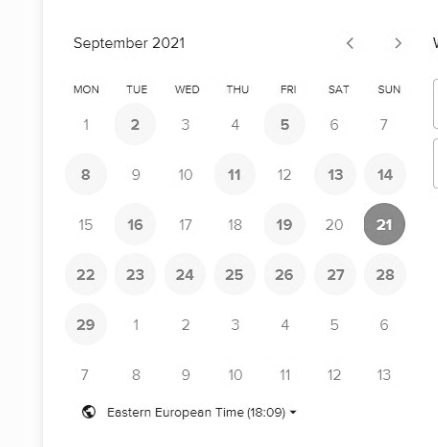 September 2021 < >
MON TUE WED THU FRI SAT SUN
1 2 3 4 5 6 7
8 9 10 11 12 13 14
15 16 17 18 19 20 21
22 23 24 25 26 27 28
29 1 2 3 4 5 6
7 8 9 10 11 12 13
Eastern European Time (18:09)